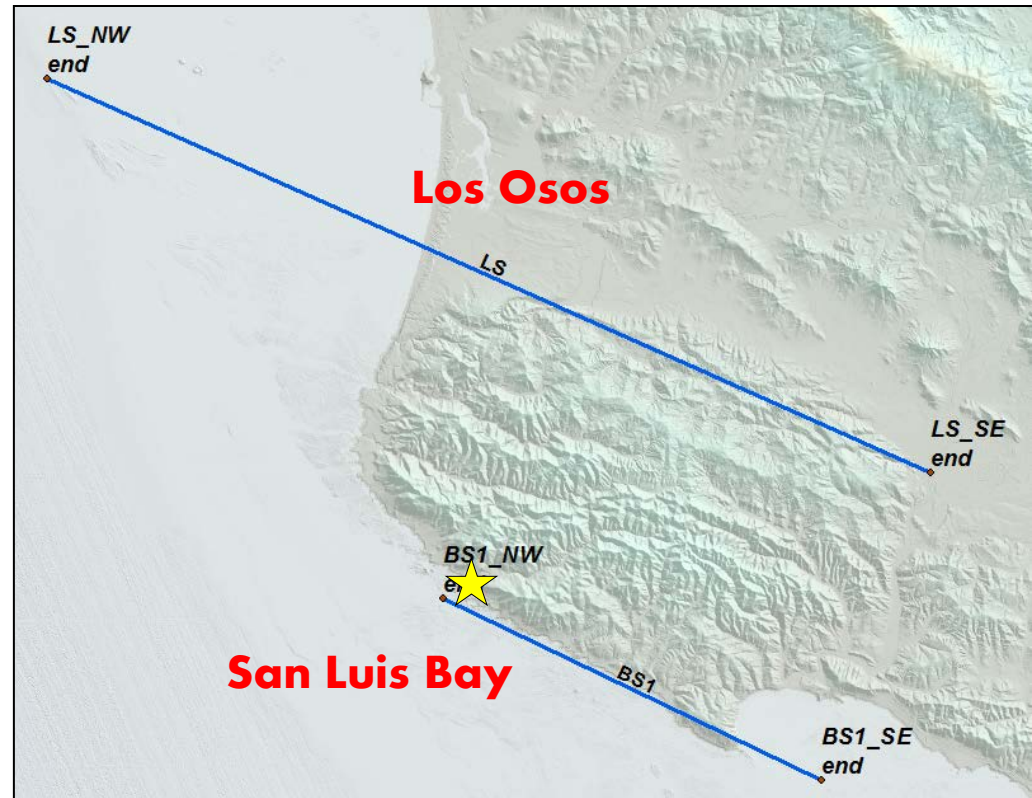 LS_NW
end
Los Osos
LS
LS_SE
end
BS1_NW
San Luis Bay
BS1
BS1_SE
end